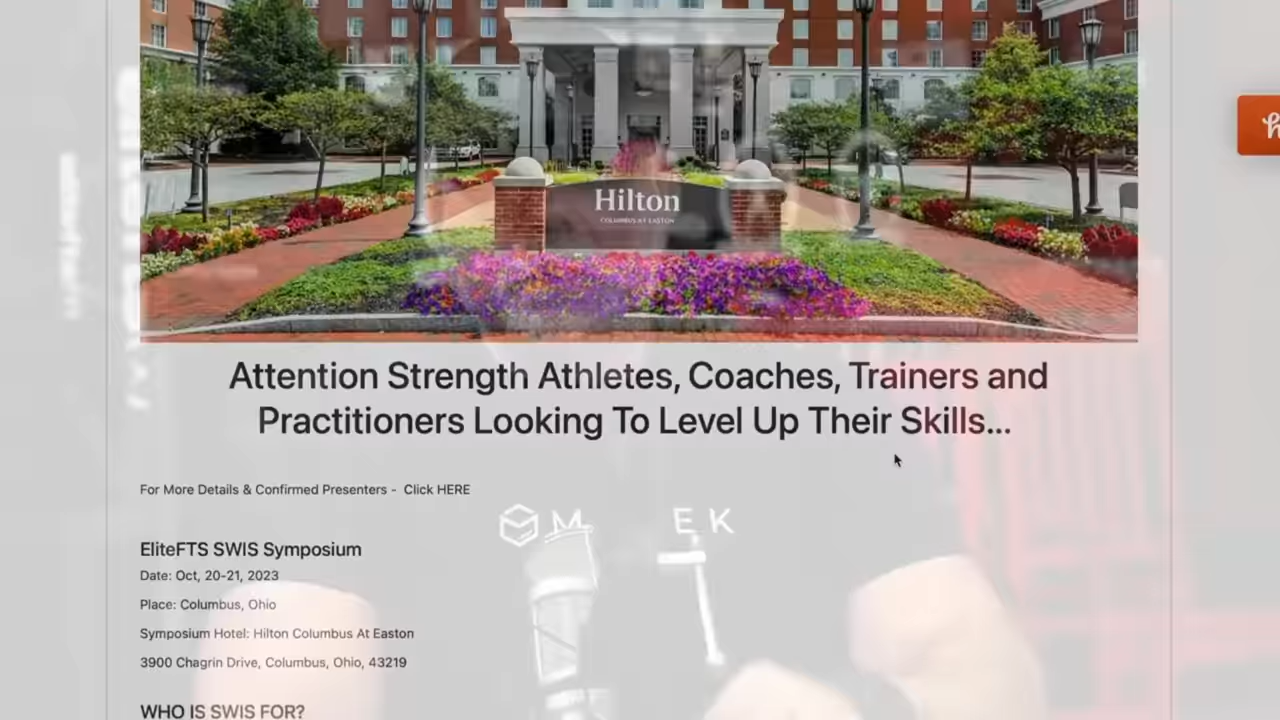 Hilton
COLUMBUS AT EASTON
Attention Strength Athletes, Coaches, Trainers and
Practitioners Looking To Level Up Their Skills...
For More Details & Confirmed Presenters - Click HERE
EliteFTS SWIS Symposium
Date: Oct, 20-21, 2023
Place: Columbus, Ohio
Symposium Hotel: Hilton Columbus At Easton
3900 Chagrin Drive, Columbus, Ohio, 43219
WHO IS SWIS FOR?